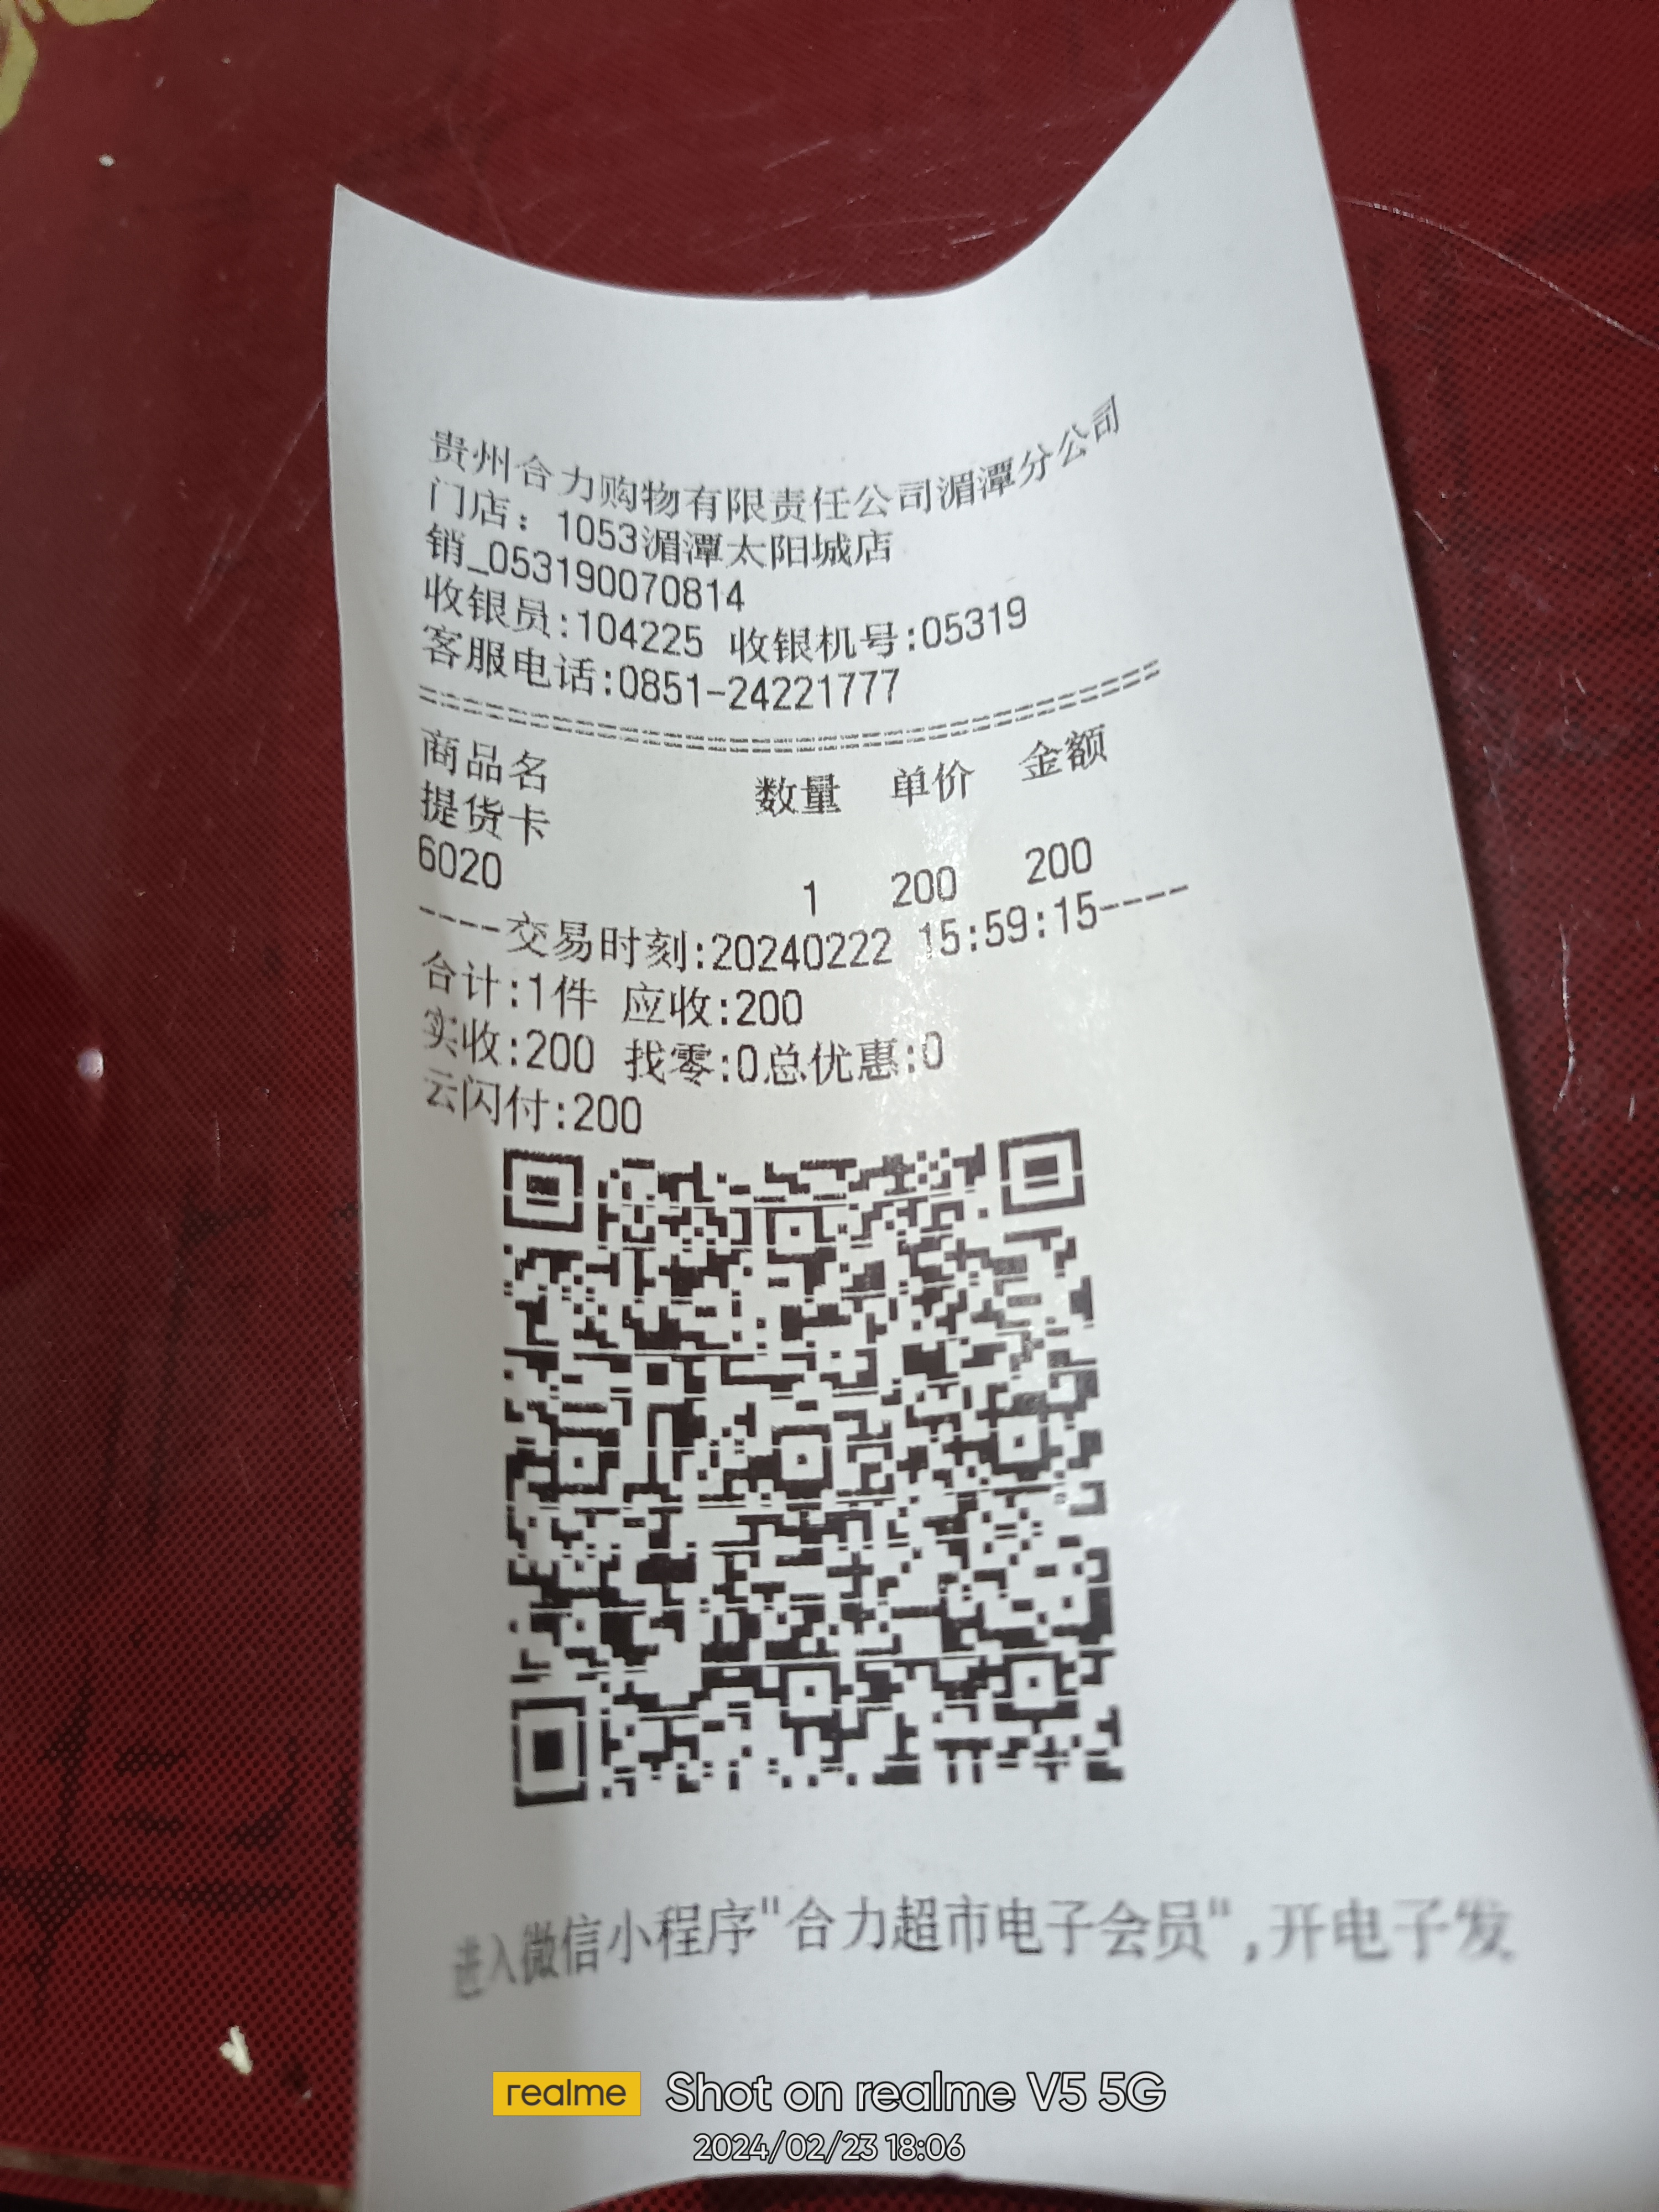 贵州合力购物有限责任公司湄潭分公司
门店：1053湄潭太阳城店
销_053190070814
收银员:104225 收银机号:05319
客服电话:0851-24221777
================================
商品名 数量 单价 金额
提货卡
6020 1 200 200
----交易时刻:20240222 15:59:15----
合计:1件 应收:200
实收:200 找零:0总优惠:0
云闪付:200
进入微信小程序"合力超市电子会员",开电子发
realme Shot on realme V5 5G
2024/02/23 18:06